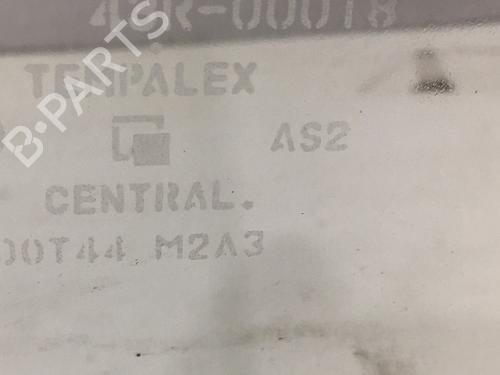 43R-00018
TEMPALEX
AS2
CENTRAL.
00T44 M2A3
B-PARTS